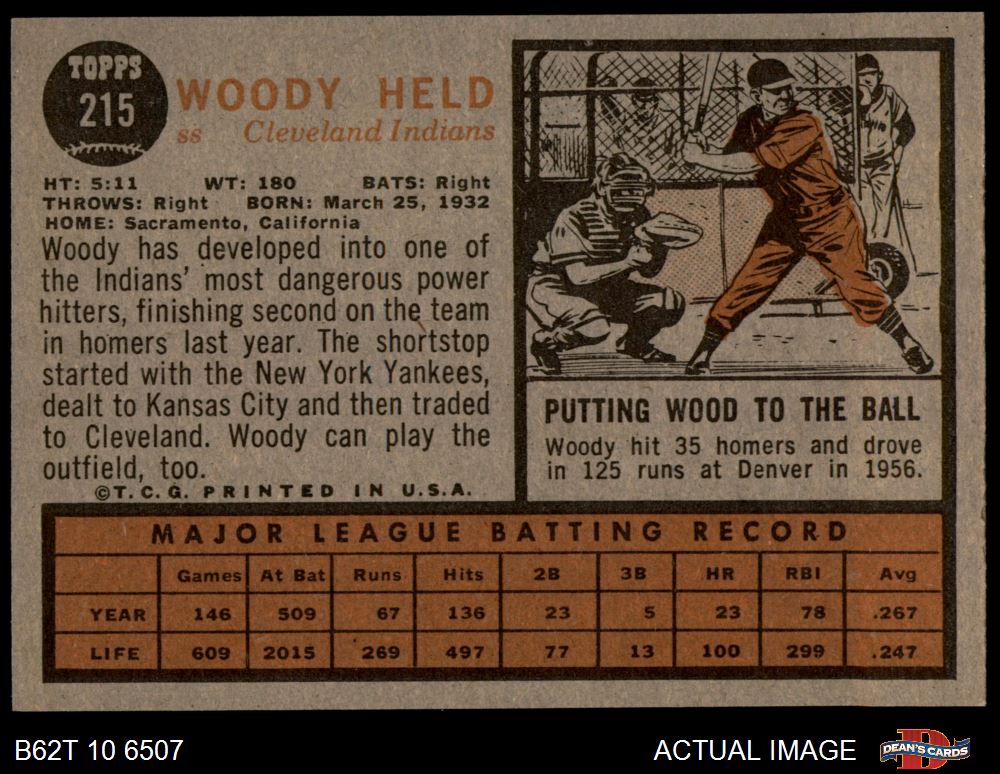 TOPPS
215
WOODY HELD
ss Cleveland Indians
HT: 5:11 WT: 180 BATS: Right
THROWS: Right BORN: March 25, 1932
HOME: Sacramento, California
Woody has developed into one of
the Indians' most dangerous power
hitters, finishing second on the team
in homers last year. The shortstop
started with the New York Yankees,
dealt to Kansas City and then traded
to Cleveland. Woody can play the
outfield, too.
©T.C.G. PRINTED IN U.S.A.
PUTTING WOOD TO THE BALL
Woody hit 35 homers and drove
in 125 runs at Denver in 1956.
MAJOR LEAGUE BATTING RECORD
Games At Bat Runs Hits 2B 3B HR RBI Avg
YEAR 146 509 67 136 23 5 23 78 .267
LIFE 609 2015 269 497 77 13 100 299 .247
B62T 10 6507
ACTUAL IMAGE
DEAN'S CARDS